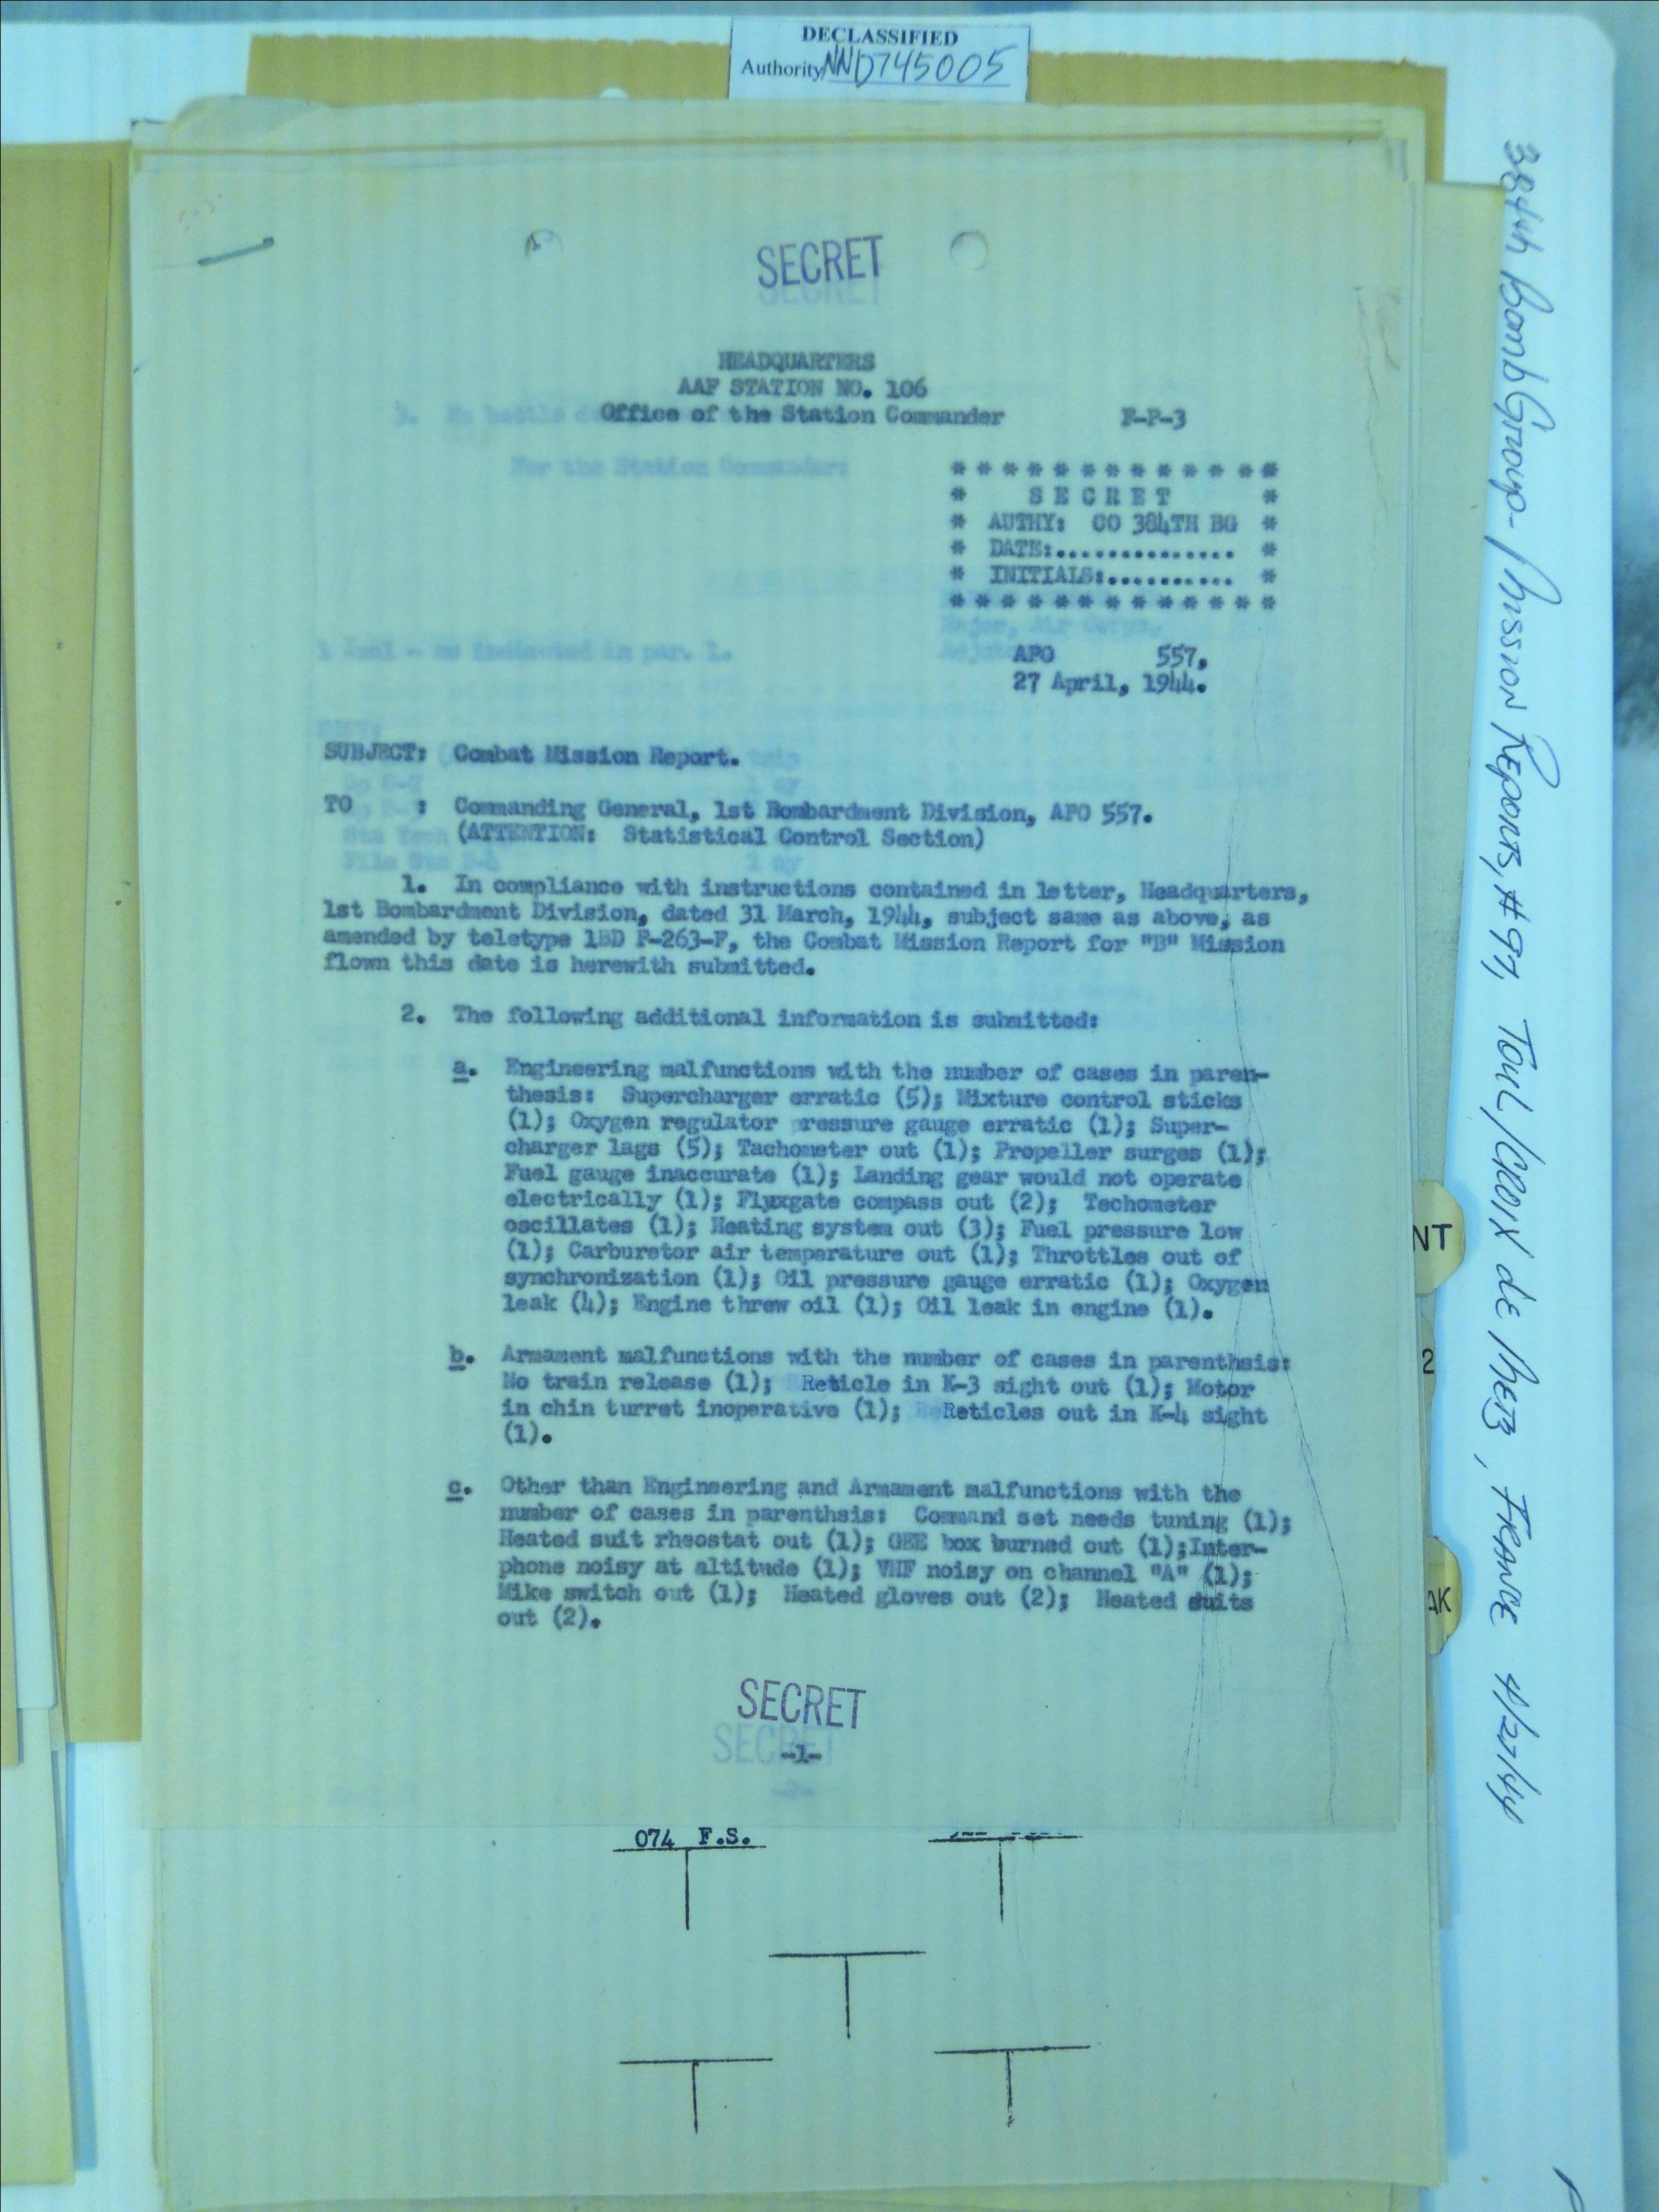 DECLASSIFIED
Authority NND745005
SECRET
HEADQUARTERS
AAF STATION NO. 106
Office of the Station Commander F-P-3
* * * * * * * * * * * * *
* S E C R E T *
* AUTHY: CO 384TH BG *
* DATE:.............. *
* INITIALS:.......... *
* * * * * * * * * * * * *
APO 557,
27 April, 1944.
SUBJECT: Combat Mission Report.
TO : Commanding General, 1st Bombardment Division, APO 557.
(ATTENTION: Statistical Control Section)
1. In compliance with instructions contained in letter, Headquarters,
1st Bombardment Division, dated 31 March, 1944, subject same as above, as
amended by teletype 1BD F-263-F, the Combat Mission Report for "B" Mission
flown this date is herewith submitted.
2. The following additional information is submitted:
a. Engineering malfunctions with the number of cases in paren-
thesis: Supercharger erratic (5); Mixture control sticks
(1); Oxygen regulator pressure gauge erratic (1); Super-
charger lags (5); Tachometer out (1); Propeller surges (1);
Fuel gauge inaccurate (1); Landing gear would not operate
electrically (1); Fluxgate compass out (2); Techometer
oscillates (1); Heating system out (3); Fuel pressure low
(1); Carburetor air temperature out (1); Throttles out of
synchronization (1); Oil pressure gauge erratic (1); Oxygen
leak (4); Engine threw oil (1); Oil leak in engine (1).
b. Armament malfunctions with the number of cases in parenthsis:
No train release (1); Reticle in K-3 sight out (1); Motor
in chin turret inoperative (1); Reticles out in K-4 sight
(1).
c. Other than Engineering and Armament malfunctions with the
number of cases in parenthsis: Command set needs tuning (1);
Heated suit rheostat out (1); GEE box burned out (1);Inter-
phone noisy at altitude (1); VHF noisy on channel "A" (1);
Mike switch out (1); Heated gloves out (2); Heated suits
out (2).
SECRET
-1-
074 F.S.
NT
2
AK
384th Bomb Group - Mission Reports, #97, Toul/Croix de Metz, France 4/27/44